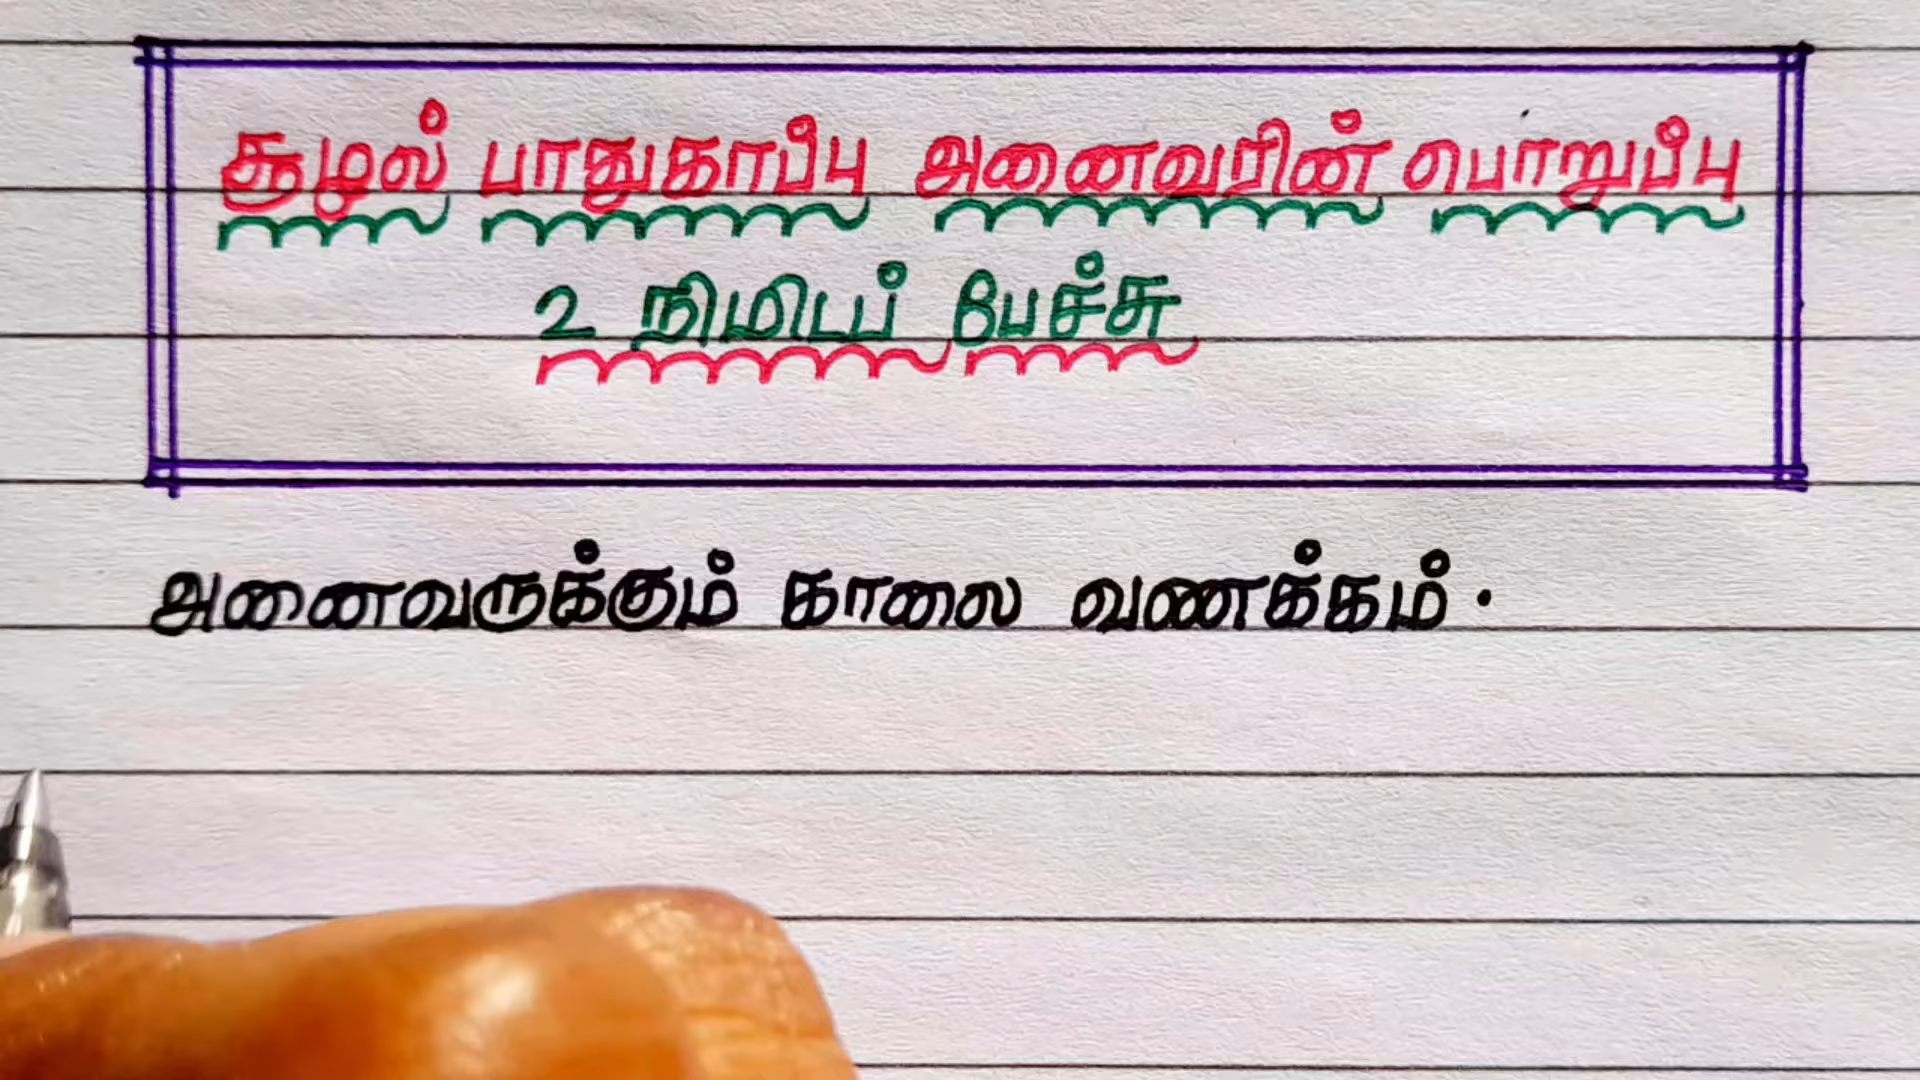 சூழல் பாதுகாப்பு அனைவரின் பொறுப்பு
2 நிமிடப் பேச்சு
அனைவருக்கும் காலை வணக்கம்.